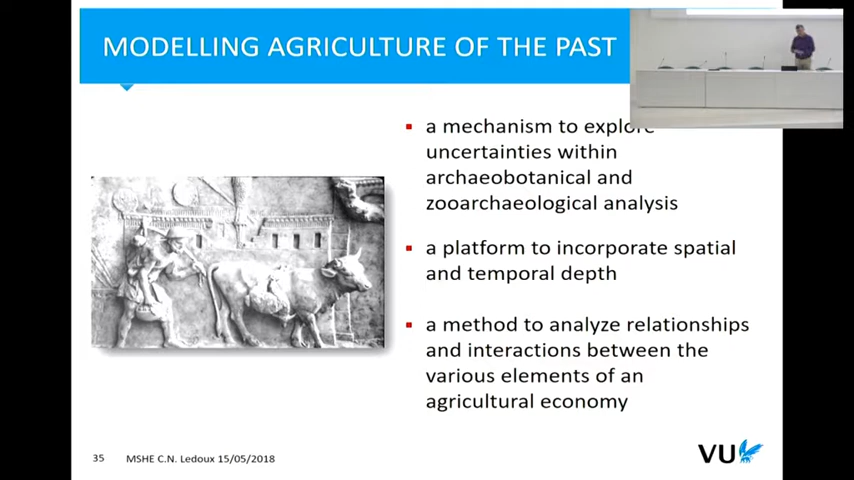 MODELLING AGRICULTURE OF THE PAST
a mechanism to explore
uncertainties within
archaeobotanical and
zooarchaeological analysis
a platform to incorporate spatial
and temporal depth
a method to analyze relationships
and interactions between the
various elements of an
agricultural economy
35 MSHE C.N. Ledoux 15/05/2018
VU